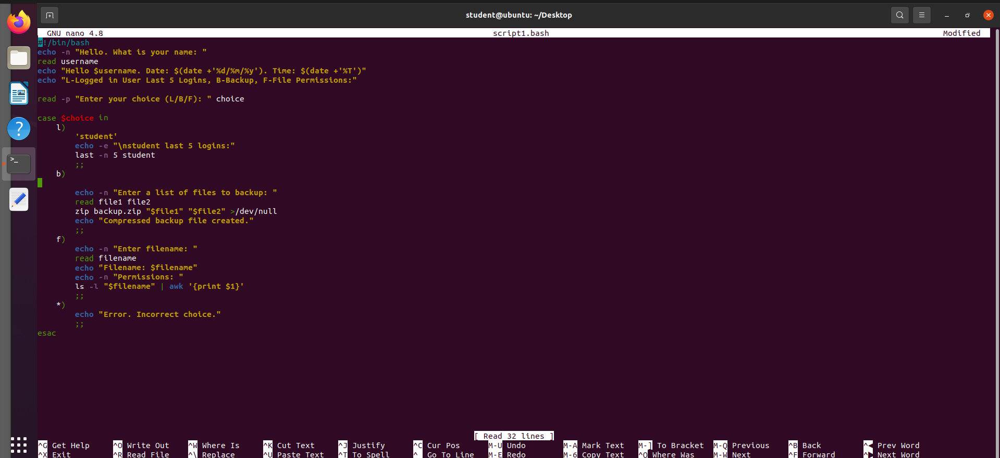 student@ubuntu: ~/Desktop
GNU nano 4.8 script1.bash Modified
#!/bin/bash
echo -n "Hello. What is your name: "
read username
echo "Hello $username. Date: $(date +'%d/%m/%y'). Time: $(date +'%T')"
echo "L-Logged in User Last 5 Logins, B-Backup, F-File Permissions:"
read -p "Enter your choice (L/B/F): " choice
case $choice in
l)
'student'
echo -e "\nstudent last 5 logins:"
last -n 5 student
;;
b)
echo -n "Enter a list of files to backup: "
read file1 file2
zip backup.zip "$file1" "$file2" >/dev/null
echo "Compressed backup file created."
;;
f)
echo -n "Enter filename: "
read filename
echo "Filename: $filename"
echo -n "Permissions: "
ls -l "$filename" | awk '{print $1}'
;;
*)
echo "Error. Incorrect choice."
;;
esac
[ Read 32 lines ]
^G Get Help ^O Write Out ^W Where Is ^K Cut Text ^J Justify ^C Cur Pos M-U Undo M-A Mark Text M-] To Bracket M-Q Previous ^B Back ^◀ Prev Word
^X Exit ^R Read File ^\ Replace ^U Paste Text ^T To Spell ^_ Go To Line M-E Redo M-6 Copy Text ^Q Where Was M-W Next ^F Forward ^▶ Next Word